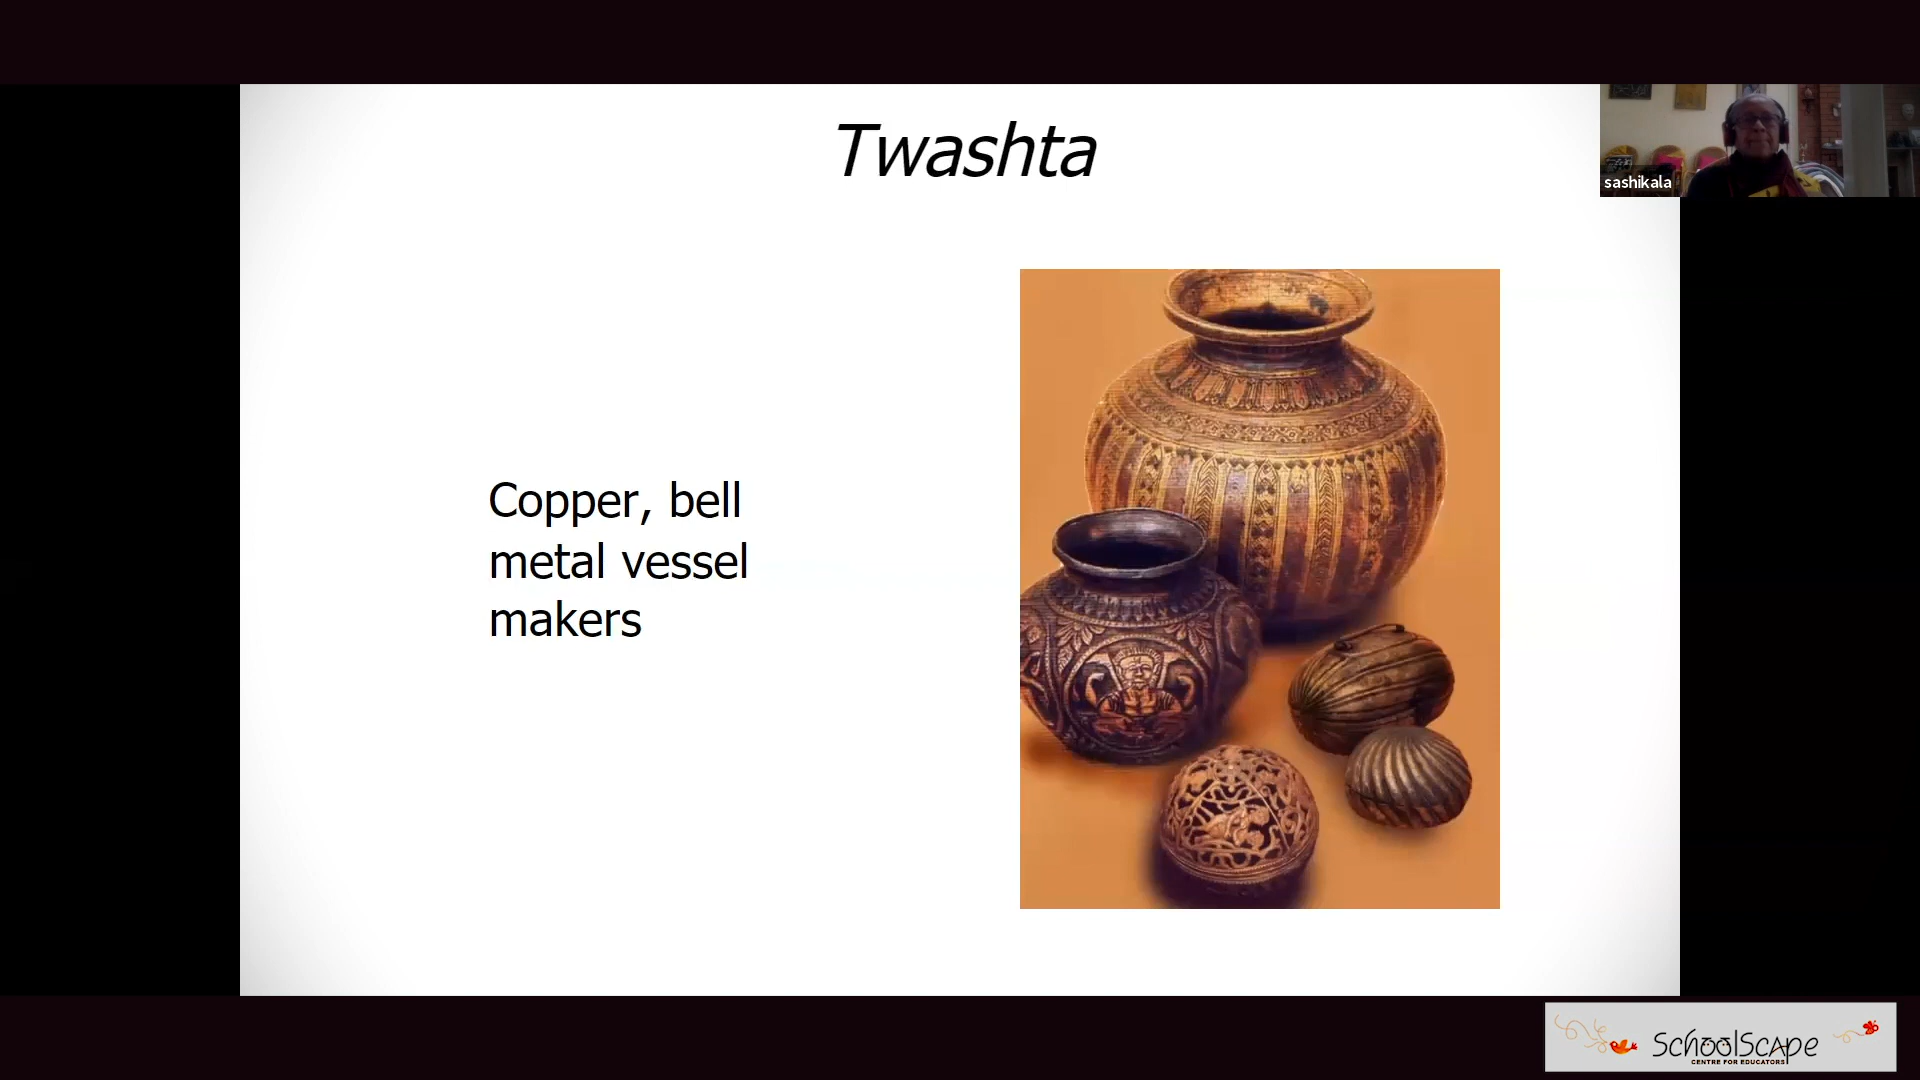 Twashta
sashikala
Copper, bell
metal vessel
makers
SchoolScape
CENTRE FOR EDUCATORS